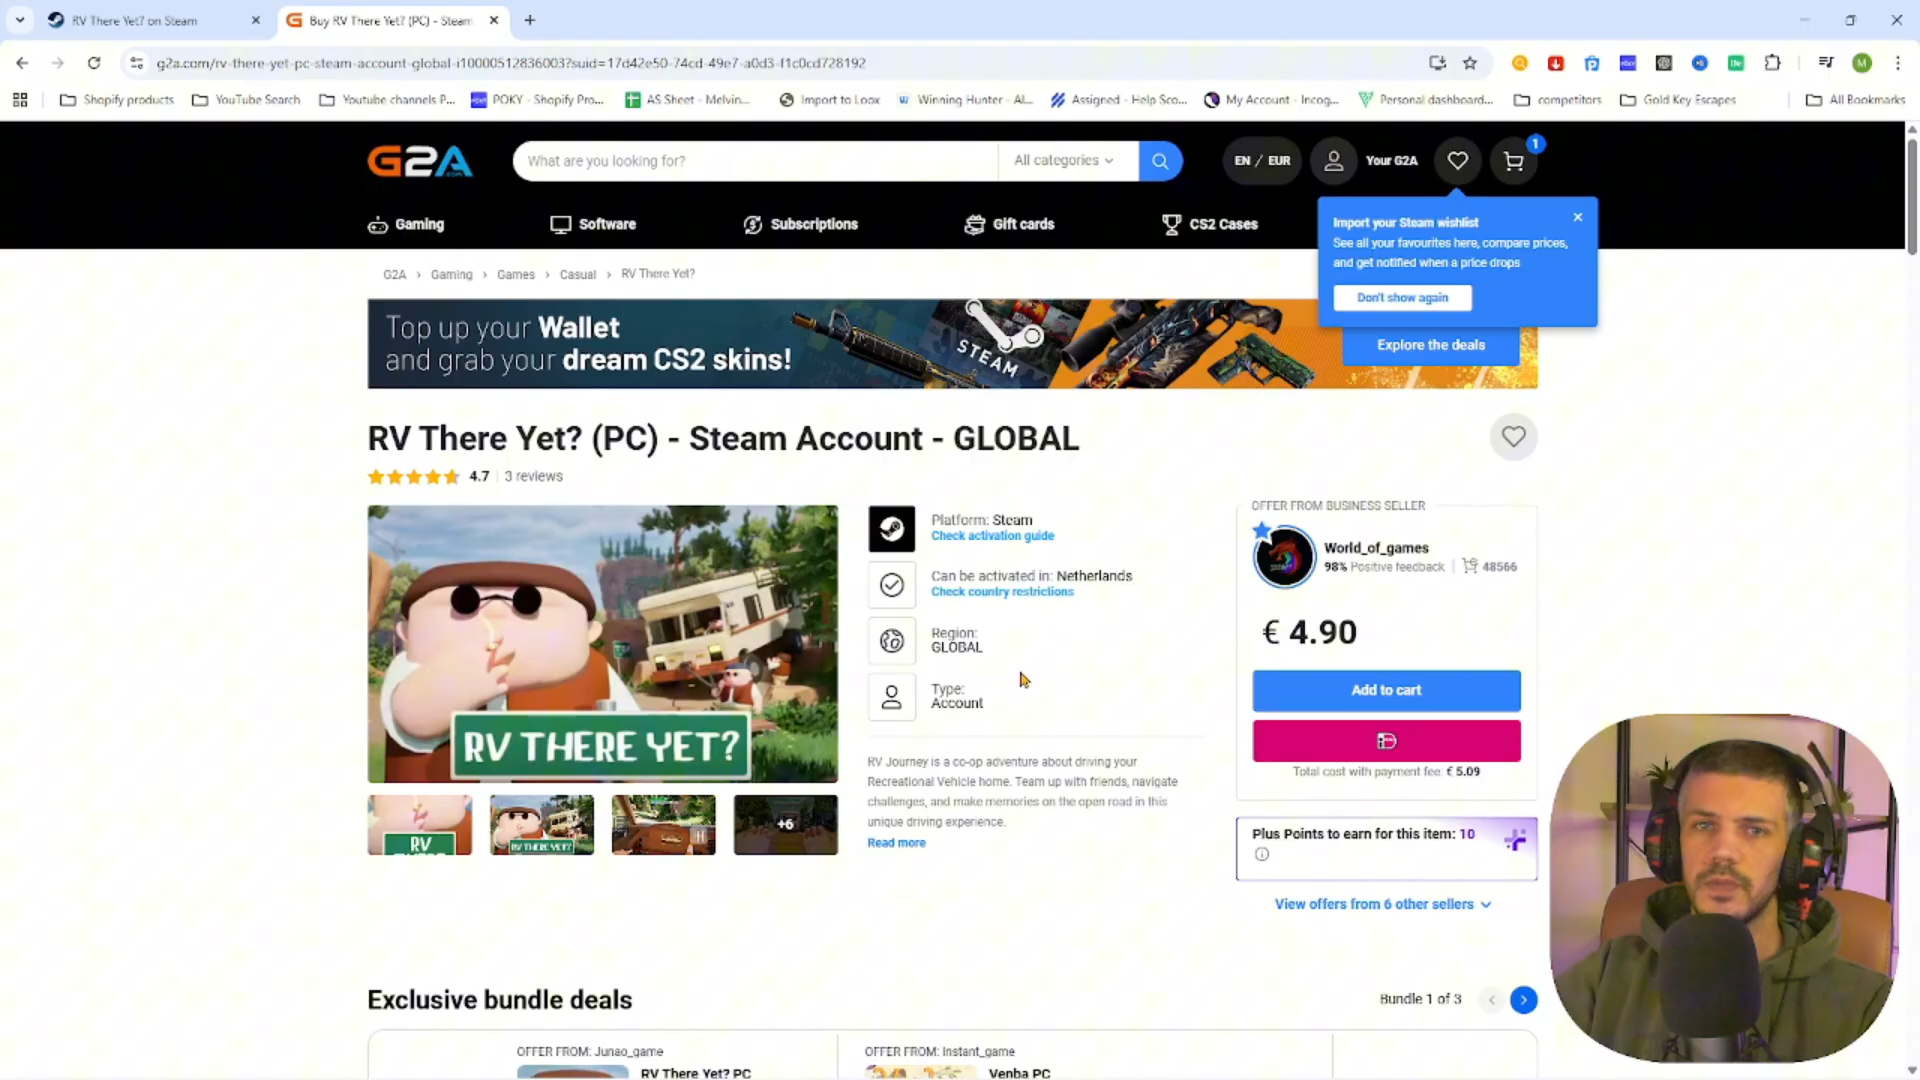 RV There Yet? on Steam
Buy RV There Yet? (PC) - Steam
g2a.com/rv-there-yet-pc-steam-account-global-i10000512836003?suid=17d42e50-74cd-49e7-a0d3-f1c0cd728192
M
Shopify products
YouTube Search
Youtube channels P...
POKY - Shopify Pro...
AS Sheet - Melvin...
Import to Loox
Winning Hunter - AI...
Assigned - Help Sco...
My Account - Incog...
Personal dashboard...
competitors
Gold Key Escapes
All Bookmarks
G2A.COM
What are you looking for?
All categories
EN / EUR
Your G2A
1
Gaming
Software
Subscriptions
Gift cards
CS2 Cases
Import your Steam wishlist
See all your favourites here, compare prices,
and get notified when a price drops
Don't show again
G2A > Gaming > Games > Casual > RV There Yet?
Top up your Wallet
and grab your dream CS2 skins!
STEAM
Explore the deals
RV There Yet? (PC) - Steam Account - GLOBAL
4.7 | 3 reviews
Platform: Steam
Check activation guide
Can be activated in: Netherlands
Check country restrictions
Region:
GLOBAL
Type:
Account
RV THERE YET?
RV
RV THERE YET?
+6
RV Journey is a co-op adventure about driving your
Recreational Vehicle home. Team up with friends, navigate
challenges, and make memories on the open road in this
unique driving experience.
Read more
OFFER FROM BUSINESS SELLER
World_of_games
98% Positive feedback | 48566
€ 4.90
Add to cart
Total cost with payment fee: € 5.09
Plus Points to earn for this item: 10
View offers from 6 other sellers
Exclusive bundle deals
Bundle 1 of 3
OFFER FROM: Junao_game
RV There Yet? PC
OFFER FROM: Instant_game
Venba PC